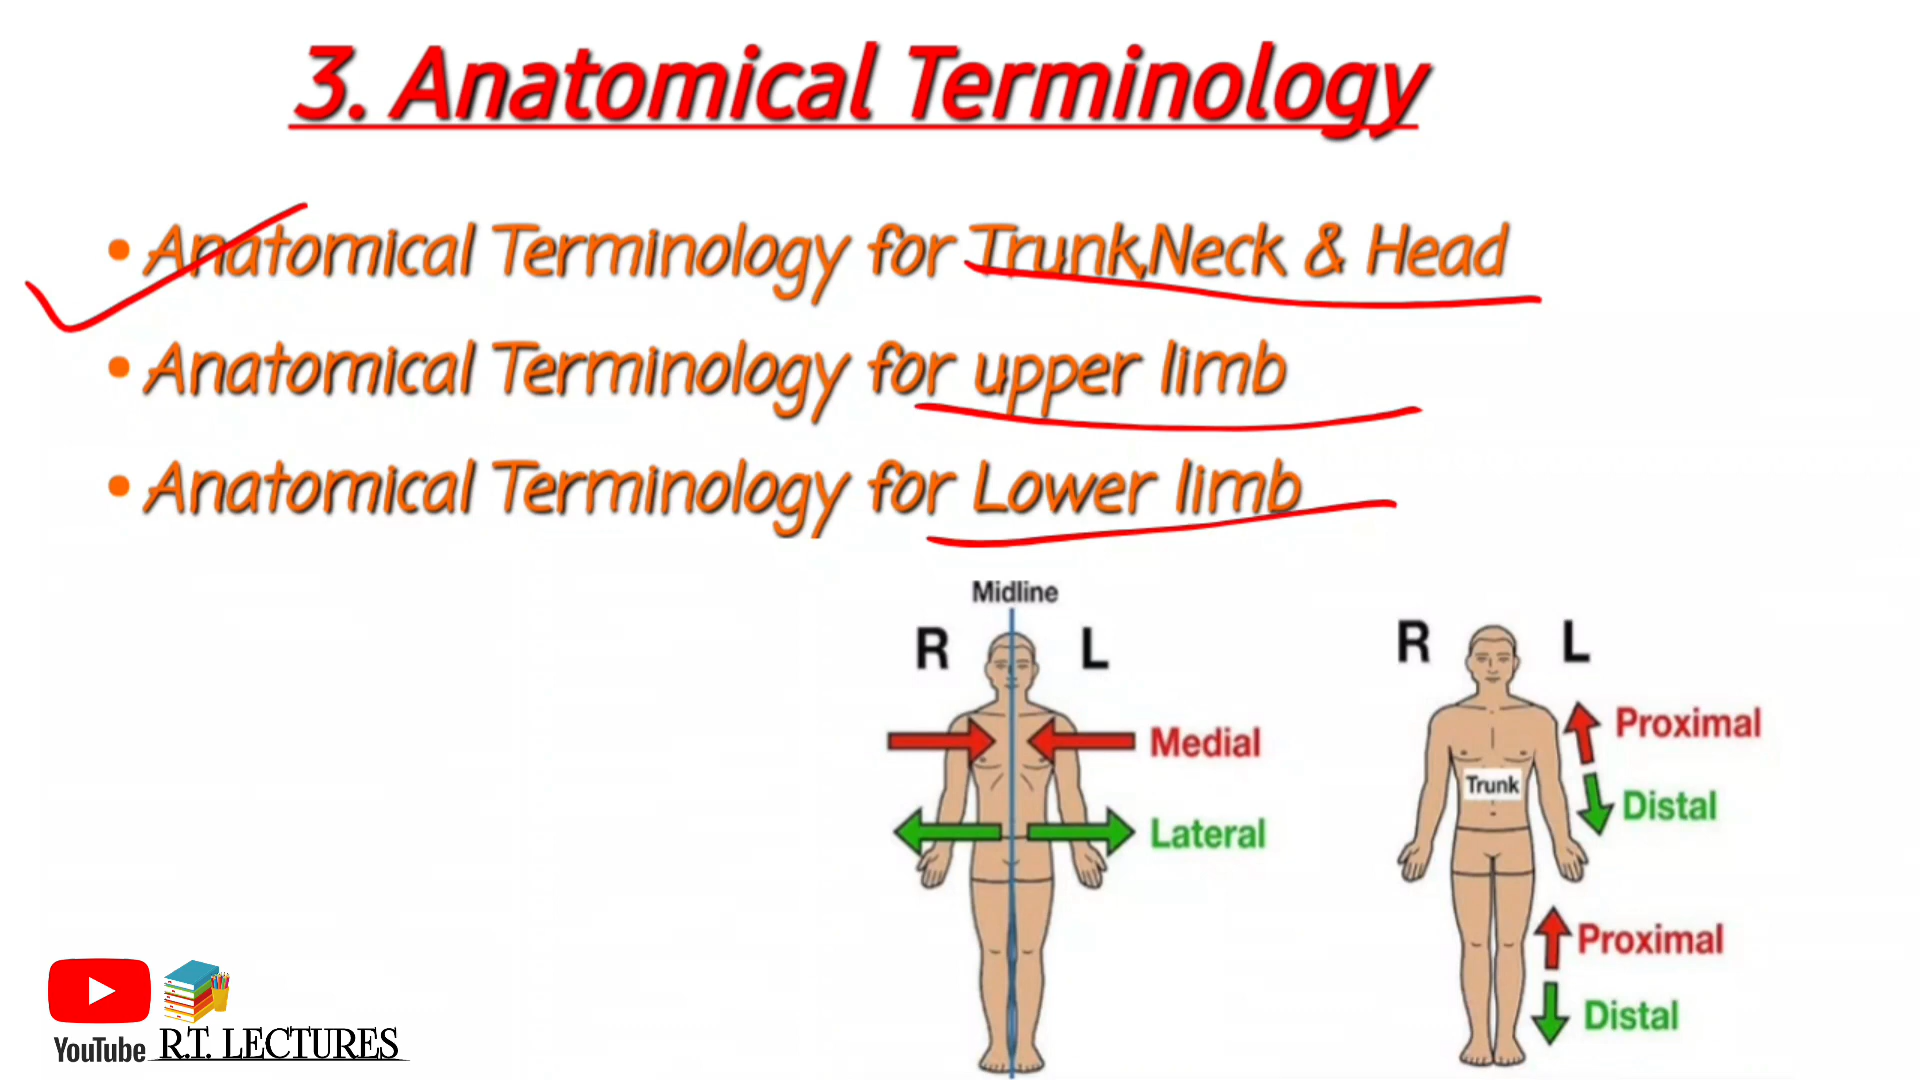 3. Anatomical Terminology
• Anatomical Terminology for Trunk,Neck & Head
• Anatomical Terminology for upper limb
• Anatomical Terminology for Lower limb
Midline
R L
Medial
Lateral
R L
Proximal
Trunk
Distal
Proximal
Distal
YouTube R.T. LECTURES